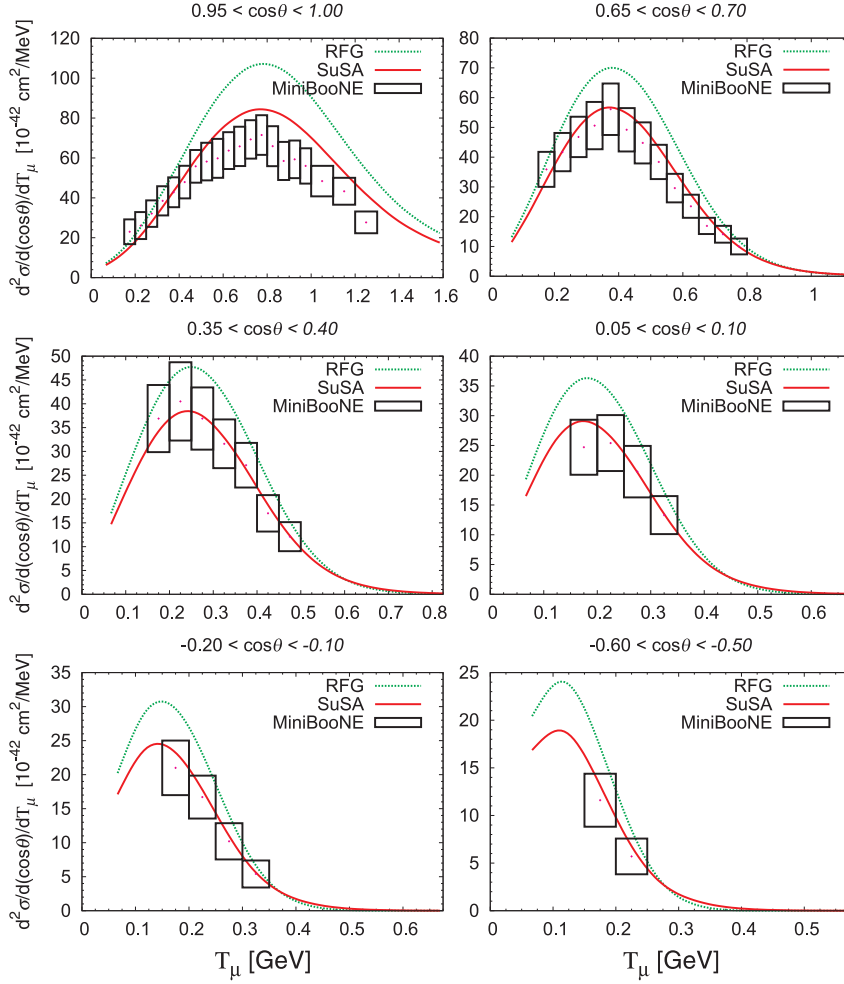 0.95 < cosθ < 1.00
0.65 < cosθ < 0.70
d²σ/d(cosθ)/dTμ [10⁻⁴² cm²/MeV]
120
100
80
60
40
20
0
RFG
SuSA
MiniBooNE
0 0.2 0.4 0.6 0.8 1 1.2 1.4 1.6
80
70
60
50
40
30
20
10
0
RFG
SuSA
MiniBooNE
0 0.2 0.4 0.6 0.8 1
0.35 < cosθ < 0.40
0.05 < cosθ < 0.10
d²σ/d(cosθ)/dTμ [10⁻⁴² cm²/MeV]
50
45
40
35
30
25
20
15
10
5
0
RFG
SuSA
MiniBooNE
0 0.1 0.2 0.3 0.4 0.5 0.6 0.7 0.8
40
35
30
25
20
15
10
5
0
RFG
SuSA
MiniBooNE
0 0.1 0.2 0.3 0.4 0.5 0.6
-0.20 < cosθ < -0.10
-0.60 < cosθ < -0.50
d²σ/d(cosθ)/dTμ [10⁻⁴² cm²/MeV]
35
30
25
20
15
10
5
0
RFG
SuSA
MiniBooNE
0 0.1 0.2 0.3 0.4 0.5 0.6
Tμ [GeV]
25
20
15
10
5
0
RFG
SuSA
MiniBooNE
0 0.1 0.2 0.3 0.4 0.5
Tμ [GeV]